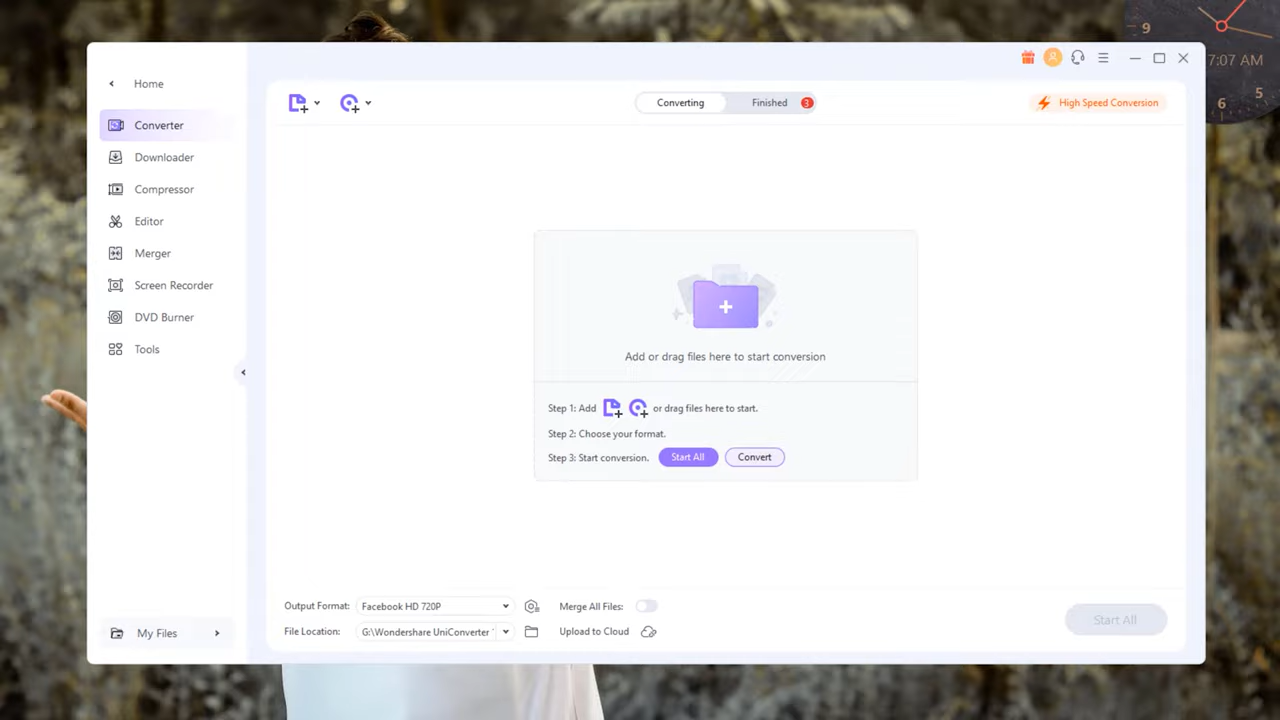 9
7:07 AM
6
5
Home
Converter
Downloader
Compressor
Editor
Merger
Screen Recorder
DVD Burner
Tools
My Files
Converting
Finished 3
High Speed Conversion
Add or drag files here to start conversion
Step 1: Add or drag files here to start.
Step 2: Choose your format.
Step 3: Start conversion. Start All Convert
Output Format: Facebook HD 720P Merge All Files:
File Location: G:\Wondershare UniConverter Upload to Cloud
Start All